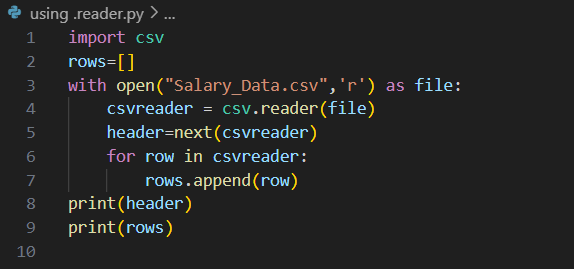 using .reader.py > ...
1 import csv
2 rows=[]
3 with open("Salary_Data.csv",'r') as file:
4     csvreader = csv.reader(file)
5     header=next(csvreader)
6     for row in csvreader:
7         rows.append(row)
8 print(header)
9 print(rows)
10